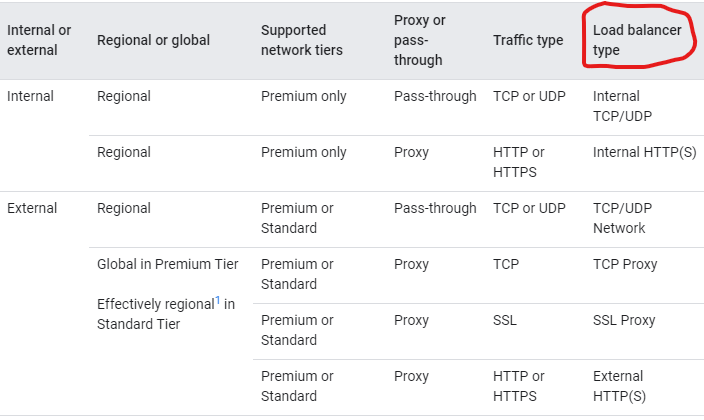 Internal or external Regional or global Supported network tiers Proxy or pass-through Traffic type Load balancer type
Internal Regional Premium only Pass-through TCP or UDP Internal TCP/UDP
Regional Premium only Proxy HTTP or HTTPS Internal HTTP(S)
External Regional Premium or Standard Pass-through TCP or UDP TCP/UDP Network
Global in Premium Tier Premium or Standard Proxy TCP TCP Proxy
Effectively regional1 in Standard Tier
Premium or Standard Proxy SSL SSL Proxy
Premium or Standard Proxy HTTP or HTTPS External HTTP(S)